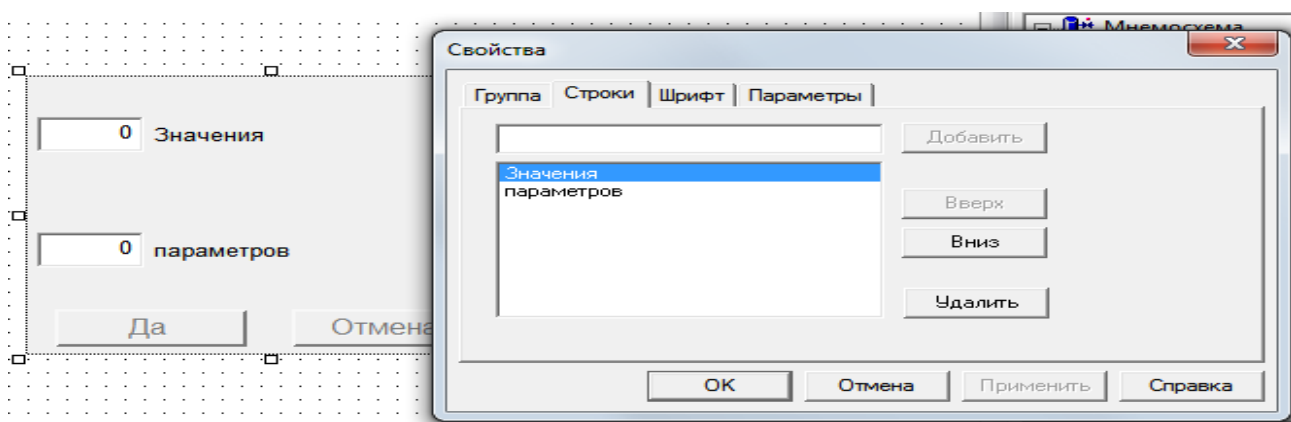 Мнемосхема
Свойства
Группа Строки Шрифт Параметры
Добавить
0 Значения
Значения
параметров
Вверх
Вниз
0 параметров
Удалить
Да Отмена
OK Отмена Применить Справка